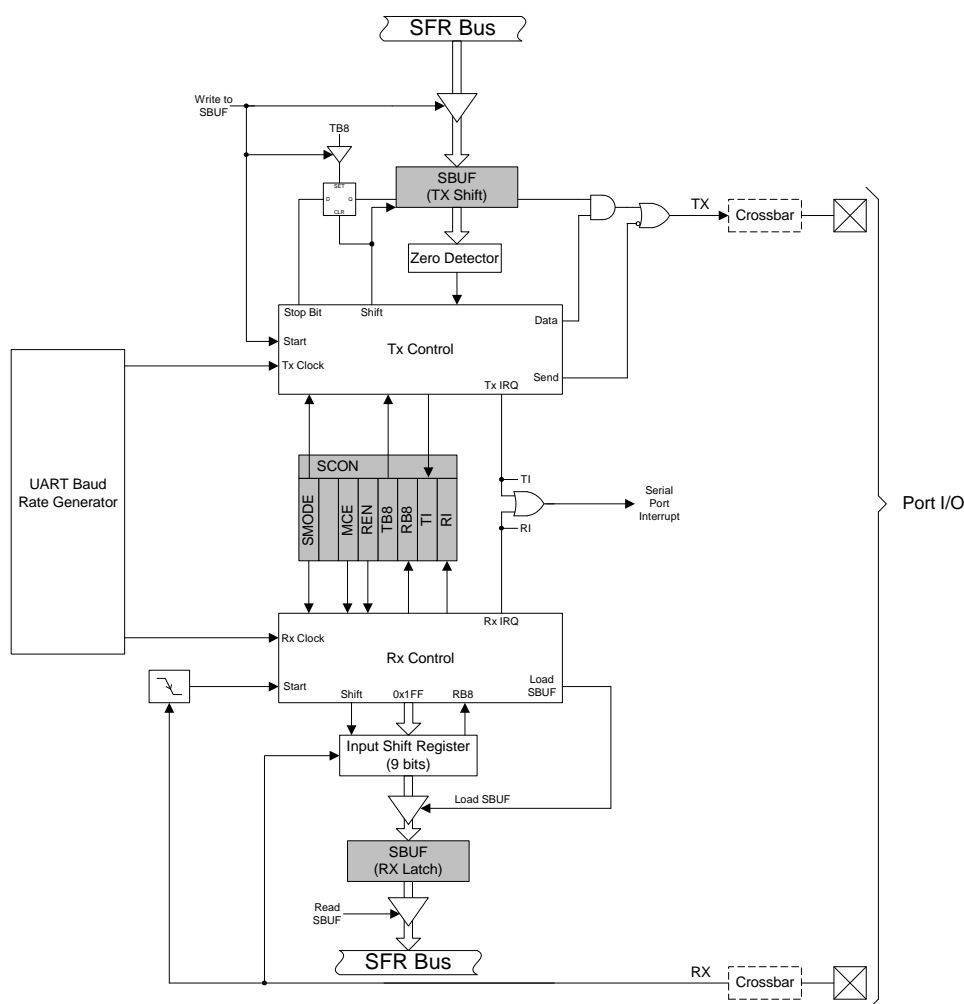 SFR Bus
Write to
SBUF
TB8
SET
D Q
CLR
SBUF
(TX Shift)
TX
Crossbar
Zero Detector
Stop Bit
Shift
Data
Start
Tx Control
Tx Clock
Send
Tx IRQ
UART Baud
Rate Generator
SCON
SMODE
MCE
REN
TB8
RB8
TI
RI
TI
RI
Serial
Port
Interrupt
Port I/O
Rx IRQ
Rx Clock
Rx Control
Start
Load
SBUF
Shift
0x1FF
RB8
Input Shift Register
(9 bits)
Load SBUF
SBUF
(RX Latch)
Read
SBUF
SFR Bus
RX
Crossbar